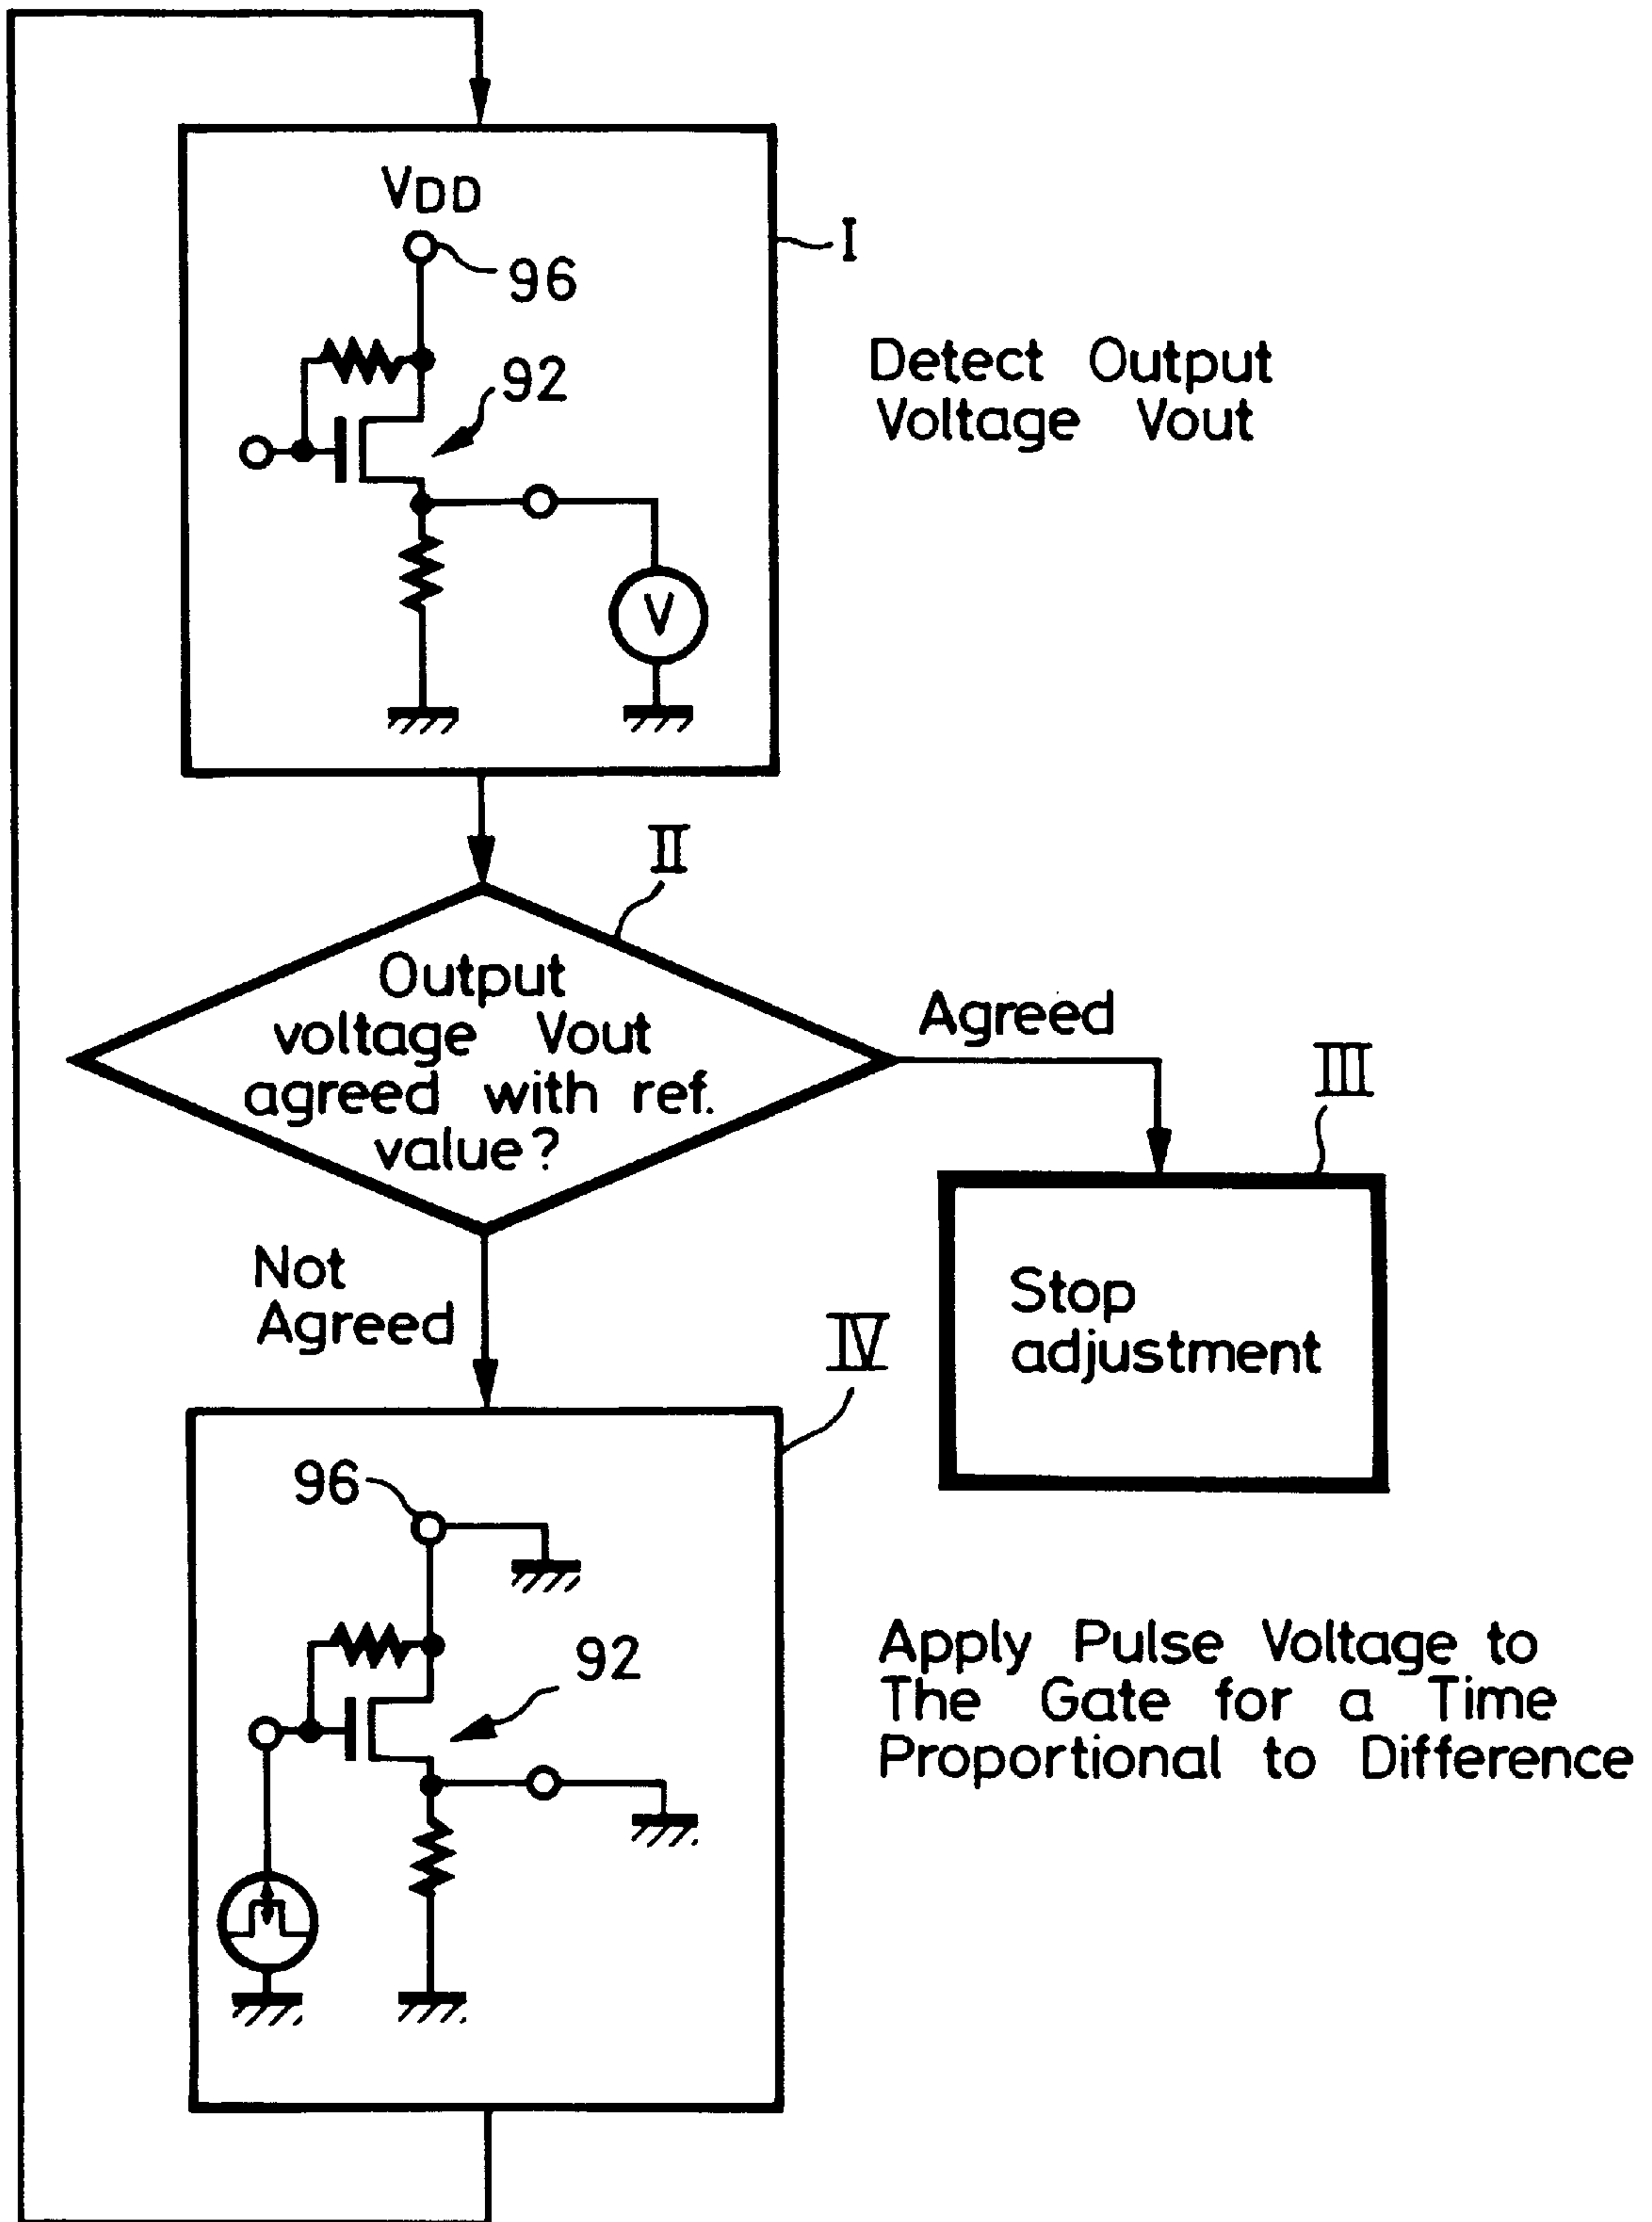 VDD
96
I
92
Detect Output
Voltage Vout
V
II
Output
voltage Vout
agreed with ref.
value?
Agreed
III
Not
Agreed
Stop
adjustment
IV
96
92
Apply Pulse Voltage to
The Gate for a Time
Proportional to Difference